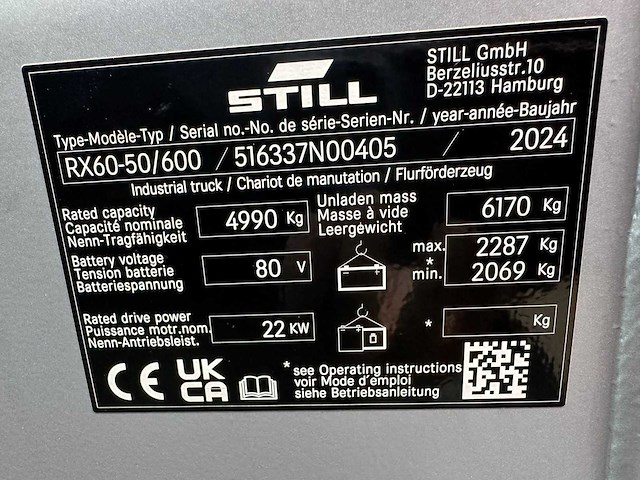 STILL
STILL GmbH
Berzeliusstr.10
D-22113 Hamburg
Type-Modèle-Typ / Serial no.-No. de série-Serien-Nr. / year-année-Baujahr
RX60-50/600 / 516337N00405 / 2024
Industrial truck / Chariot de manutation / Flurförderzeug
Rated capacity
Capacité nominale
Nenn-Tragfähigkeit
4990 Kg
Unladen mass
Masse à vide
Leergewicht
6170 Kg
Battery voltage
Tension batterie
Batteriespannung
80 V
max. 2287 Kg
*
min. 2069 Kg
Rated drive power
Puissance motr.nom.
Nenn-Antriebsleist.
22 KW
* Kg
CE UK
CA
* see Operating instructions
voir Mode d'emploi
siehe Betriebsanleitung